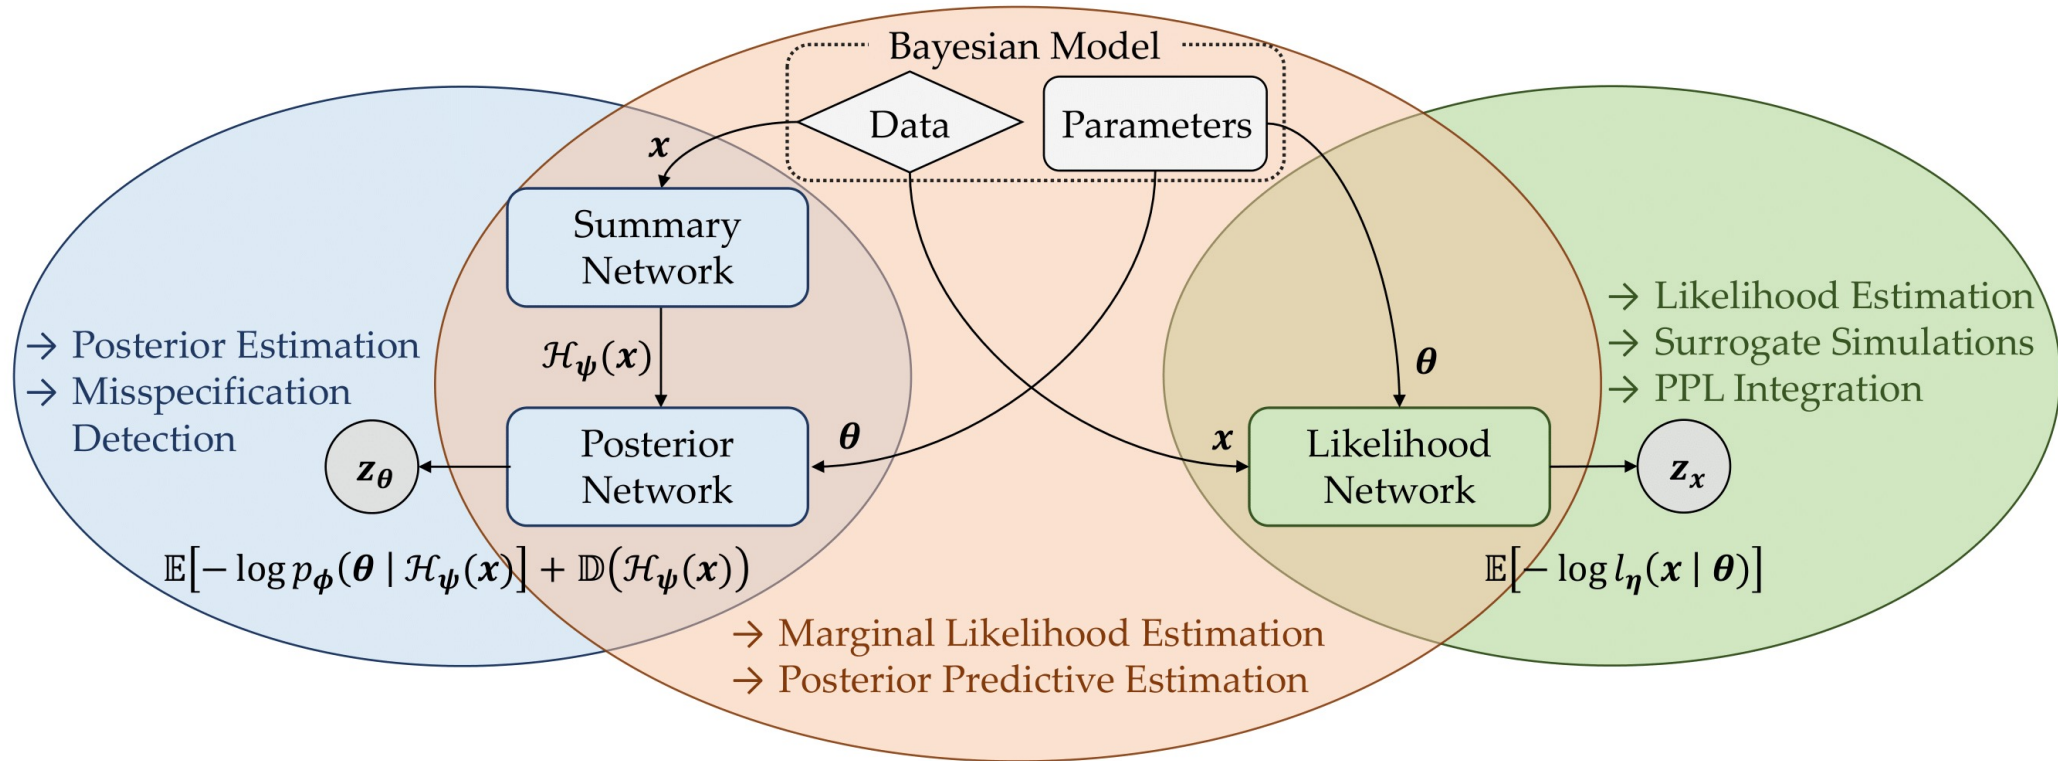 Bayesian Model
Data
Parameters
x
Summary
Network
→ Posterior Estimation
→ Misspecification
Detection
ℋ_ψ(x)
Posterior
Network
θ
z_θ
𝔼[− log p_ϕ(θ | ℋ_ψ(x)] + 𝔻(ℋ_ψ(x))
→ Likelihood Estimation
→ Surrogate Simulations
→ PPL Integration
θ
x
Likelihood
Network
z_x
𝔼[− log l_η(x | θ)]
→ Marginal Likelihood Estimation
→ Posterior Predictive Estimation